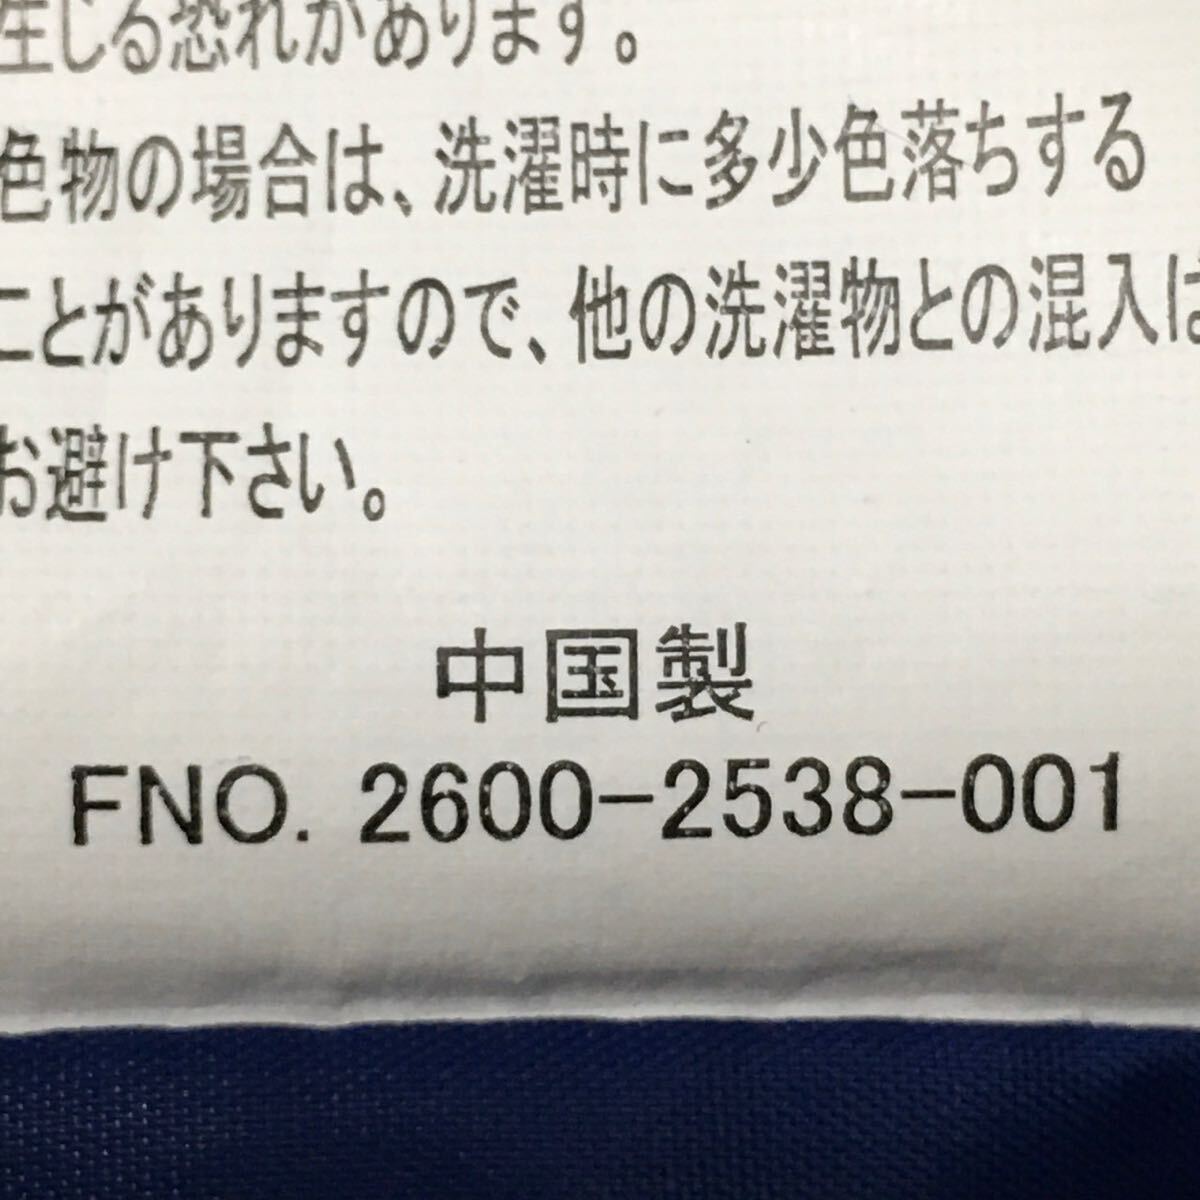 生じる恐れがあります。
色物の場合は、洗濯時に多少色落ちする
ことがありますので、他の洗濯物との混入は
お避け下さい。
中国製
FNO. 2600-2538-001